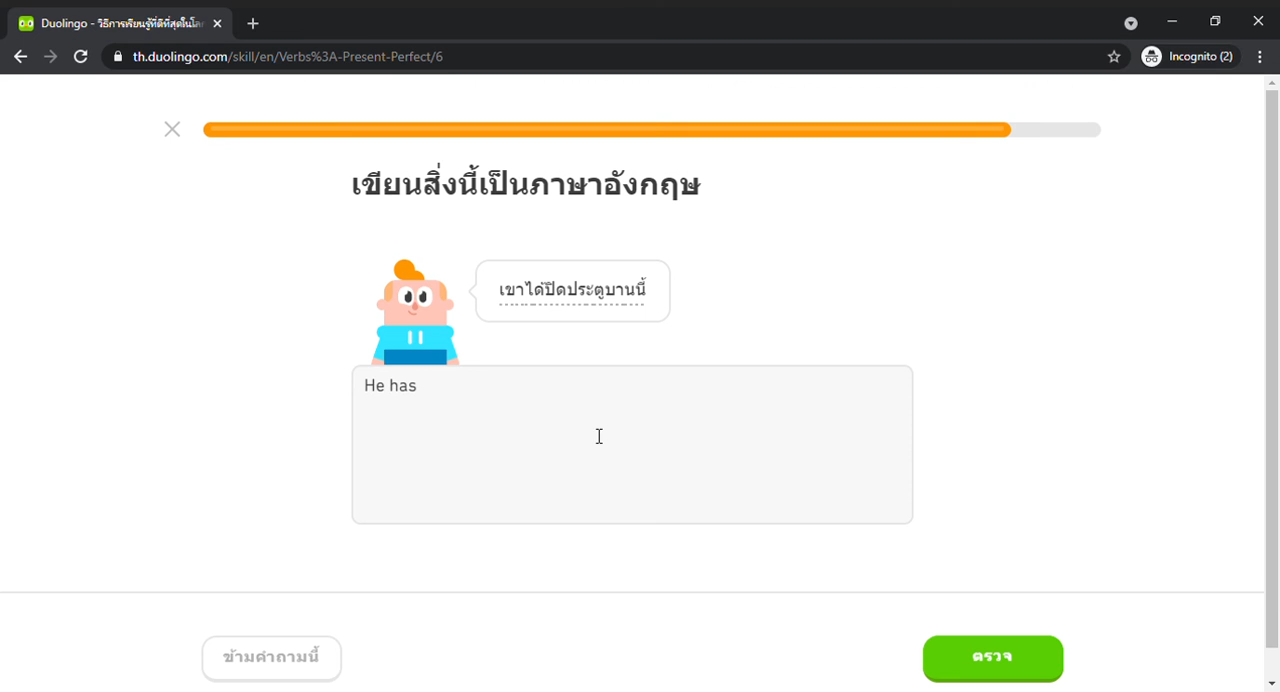 Duolingo - วิธีการเรียนรู้ที่ดีที่สุดในโล
th.duolingo.com/skill/en/Verbs%3A-Present-Perfect/6
Incognito (2)
เขียนสิ่งนี้เป็นภาษาอังกฤษ
เขาได้ปิดประตูบานนี้
He has
ข้ามคำถามนี้
ตรวจ